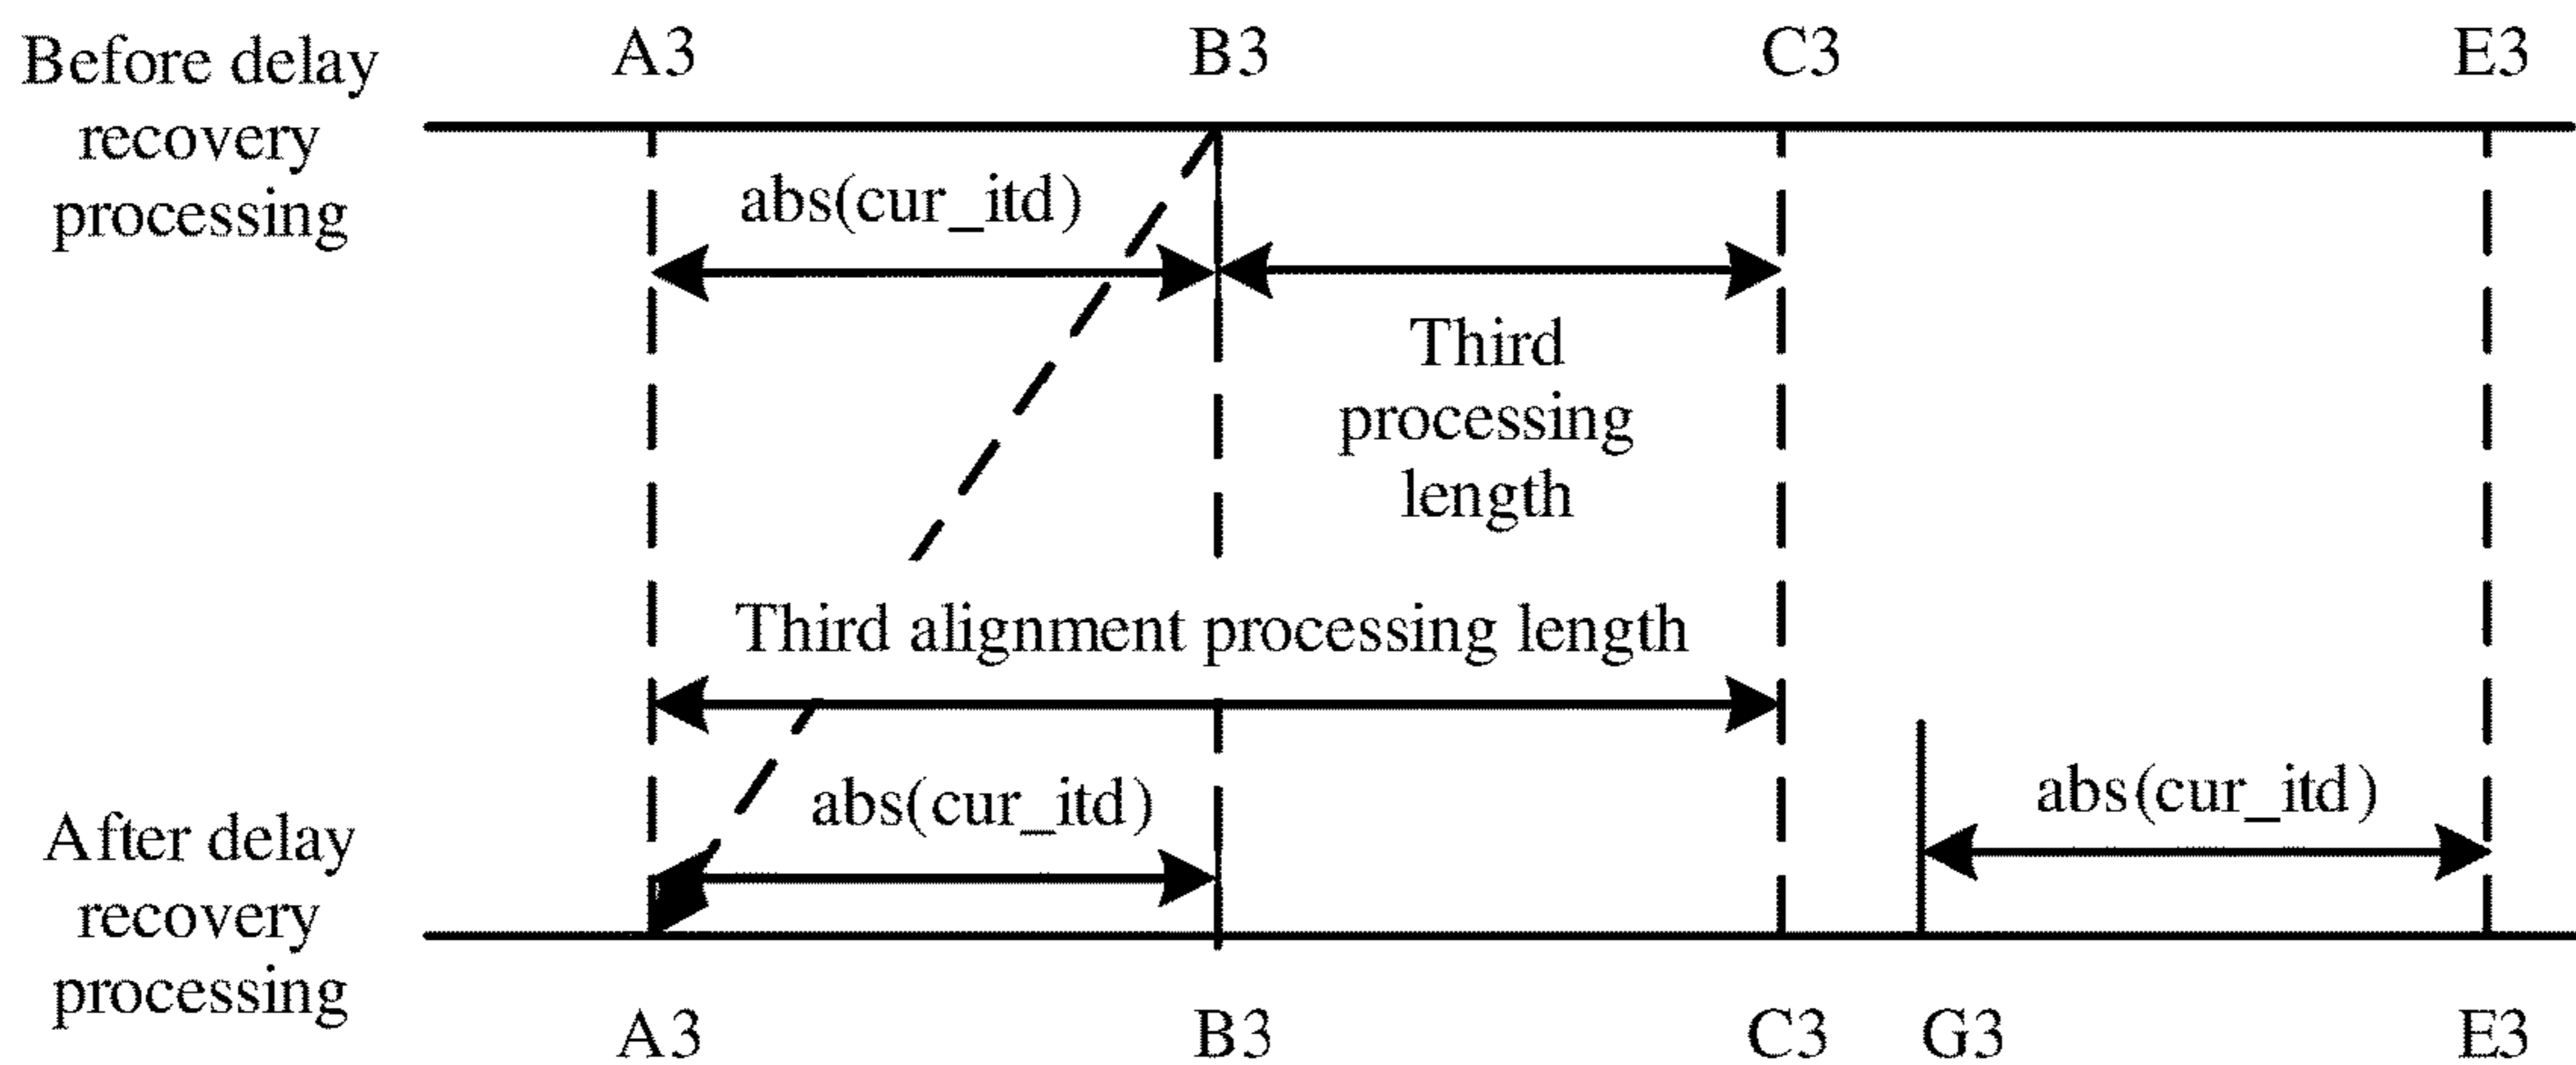 Before delay
recovery
processing
A3
B3
C3
E3
abs(cur_itd)
Third
processing
length
Third alignment processing length
abs(cur_itd)
abs(cur_itd)
After delay
recovery
processing
A3
B3
C3
G3
E3